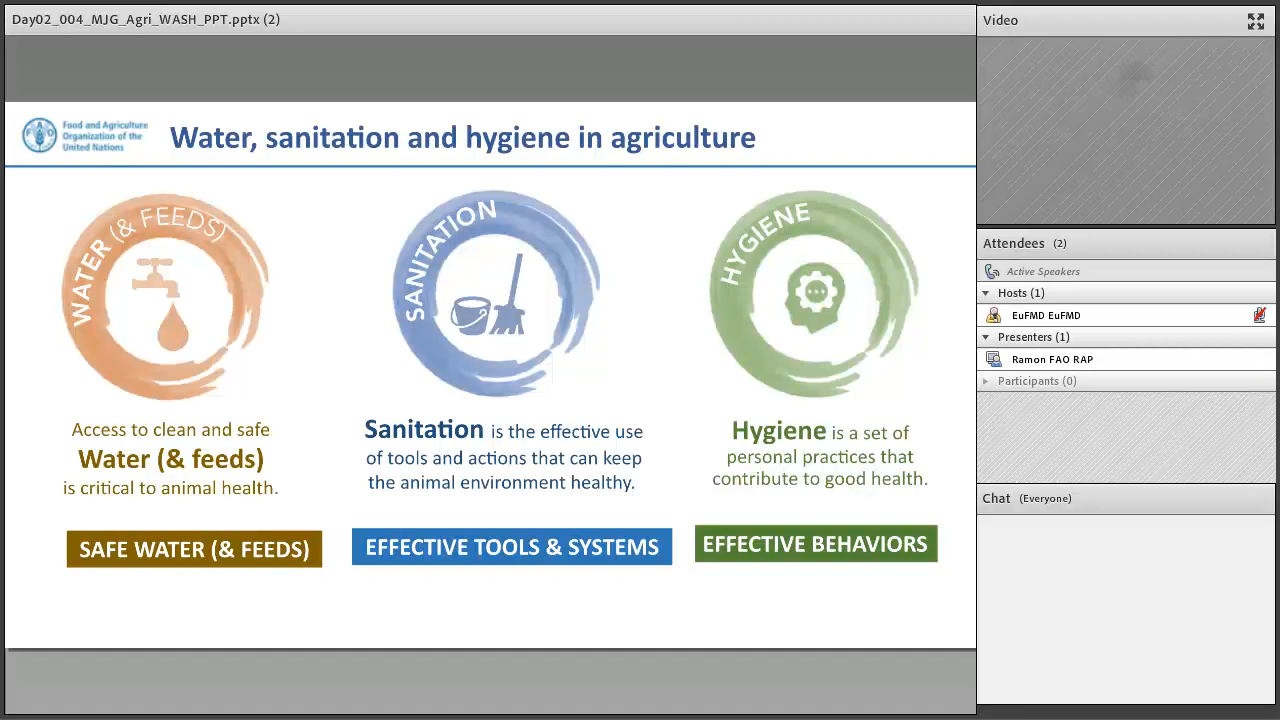 Day02_004_MJG_Agri_WASH_PPT.pptx (2)
Food and Agriculture
Organization of the
United Nations
Water, sanitation and hygiene in agriculture
WATER (& FEEDS)
SANITATION
HYGIENE
Access to clean and safe
Water (& feeds)
is critical to animal health.
Sanitation is the effective use
of tools and actions that can keep
the animal environment healthy.
Hygiene is a set of
personal practices that
contribute to good health.
SAFE WATER (& FEEDS)
EFFECTIVE TOOLS & SYSTEMS
EFFECTIVE BEHAVIORS
Video
Attendees (2)
Active Speakers
Hosts (1)
EuFMD EuFMD
Presenters (1)
Ramon FAO RAP
Participants (0)
Chat (Everyone)